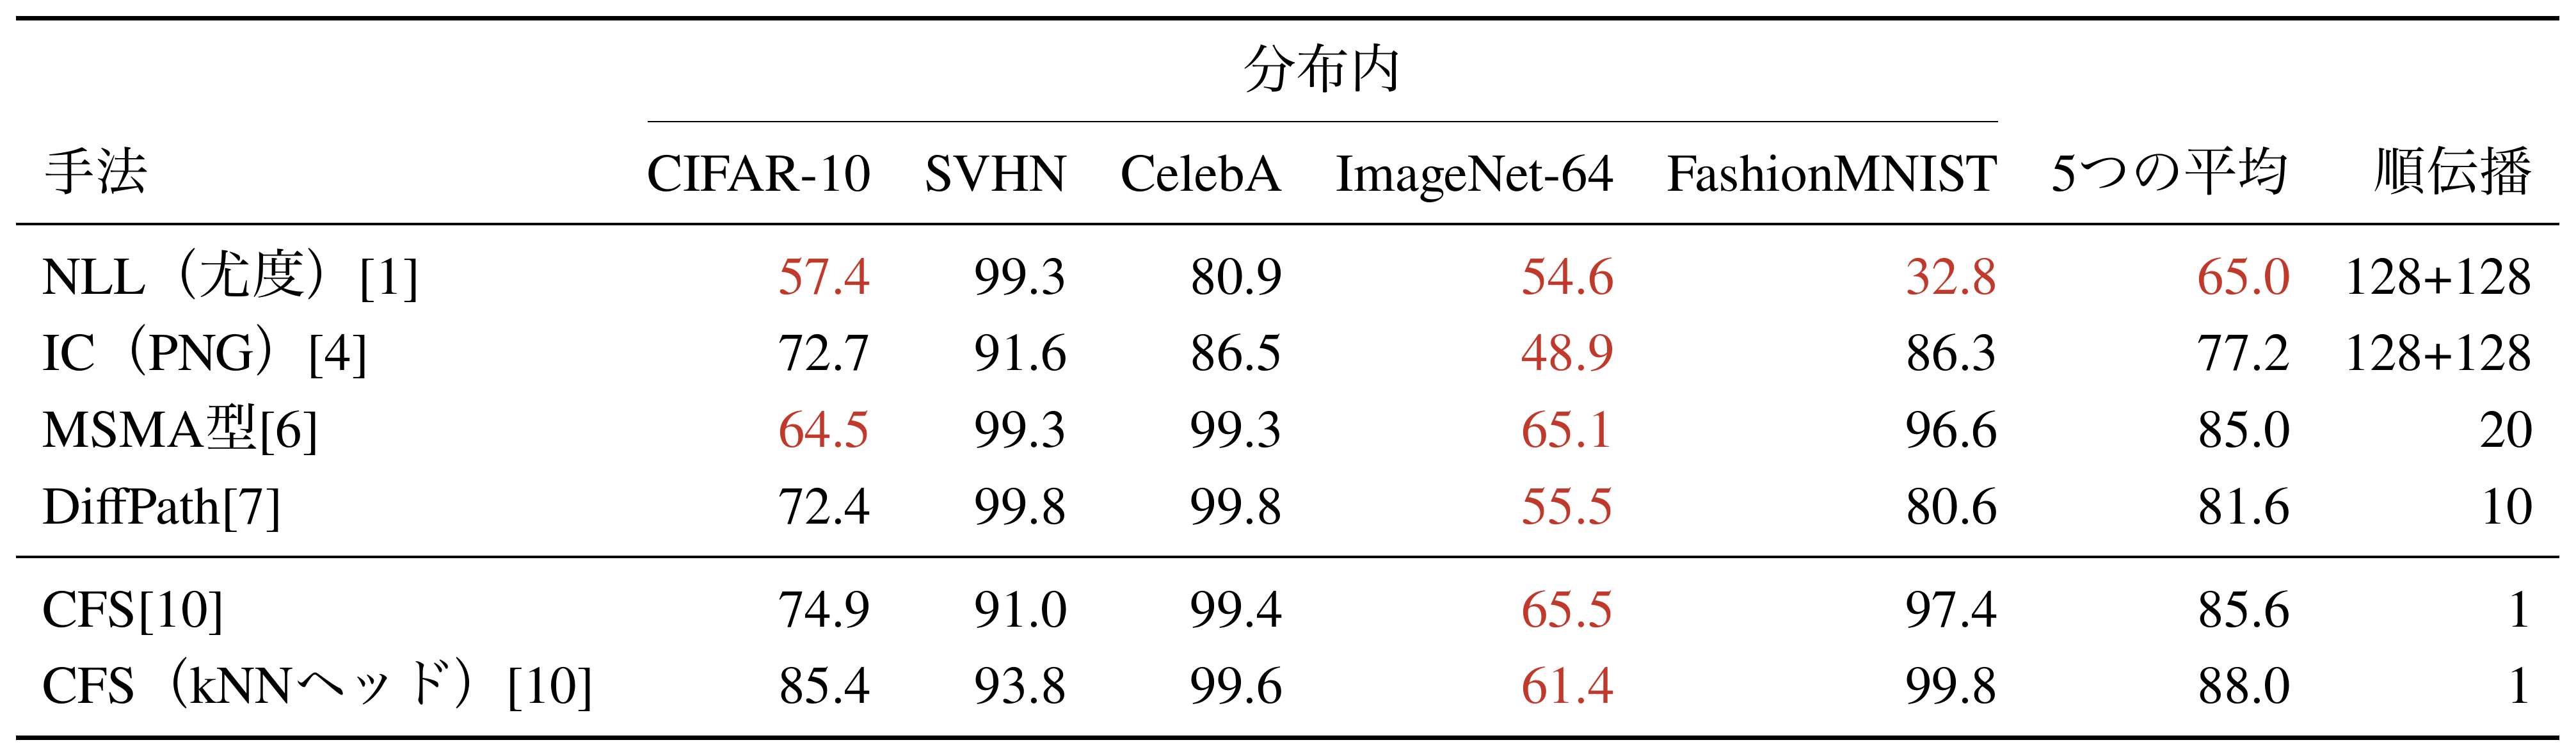 分布内
手法 CIFAR-10 SVHN CelebA ImageNet-64 FashionMNIST 5つの平均 順伝播
NLL（尤度）[1] 57.4 99.3 80.9 54.6 32.8 65.0 128+128
IC（PNG）[4] 72.7 91.6 86.5 48.9 86.3 77.2 128+128
MSMA型[6] 64.5 99.3 99.3 65.1 96.6 85.0 20
DiffPath[7] 72.4 99.8 99.8 55.5 80.6 81.6 10
CFS[10] 74.9 91.0 99.4 65.5 97.4 85.6 1
CFS（kNNヘッド）[10] 85.4 93.8 99.6 61.4 99.8 88.0 1